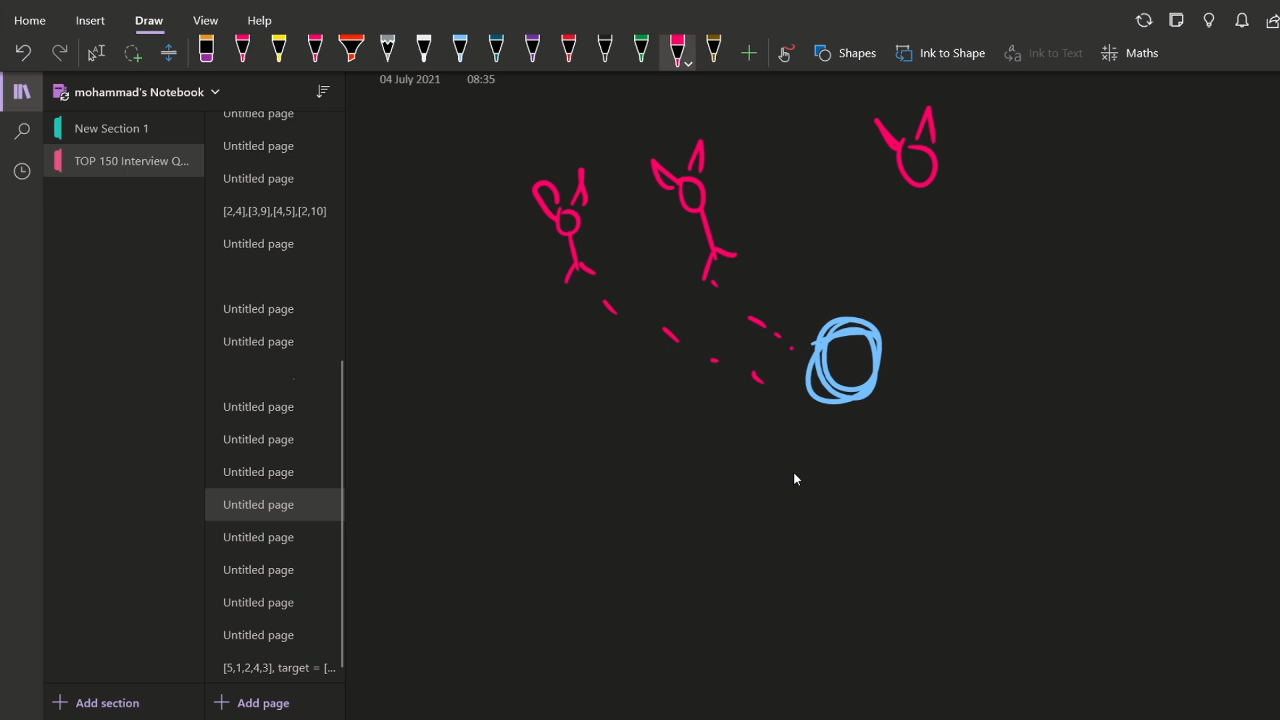 Home Insert Draw View Help
Shapes Ink to Shape Ink to Text Maths
mohammad's Notebook
04 July 2021 08:35
New Section 1
TOP 150 Interview Q...
Untitled page
Untitled page
Untitled page
[2,4],[3,9],[4,5],[2,10]
Untitled page
Untitled page
Untitled page
Untitled page
Untitled page
Untitled page
Untitled page
Untitled page
Untitled page
Untitled page
Untitled page
[5,1,2,4,3], target = [...
Add section
Add page